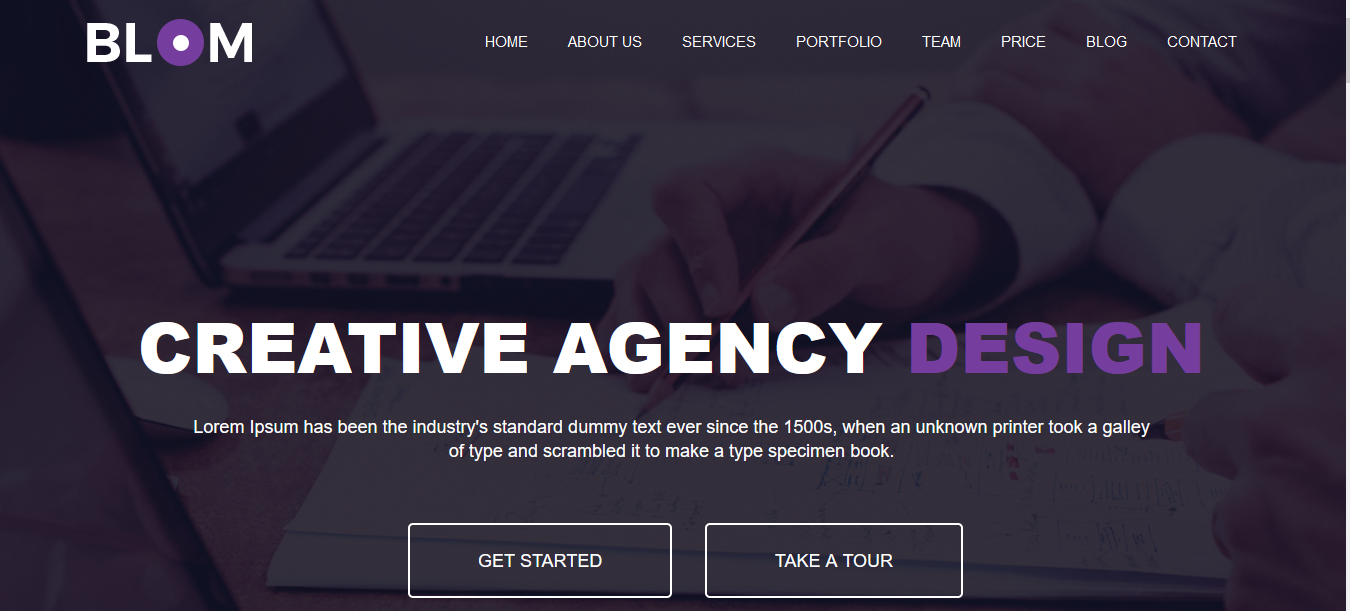 BLOM
HOME ABOUT US SERVICES PORTFOLIO TEAM PRICE BLOG CONTACT
CREATIVE AGENCY DESIGN
Lorem Ipsum has been the industry's standard dummy text ever since the 1500s, when an unknown printer took a galley
of type and scrambled it to make a type specimen book.
GET STARTED TAKE A TOUR